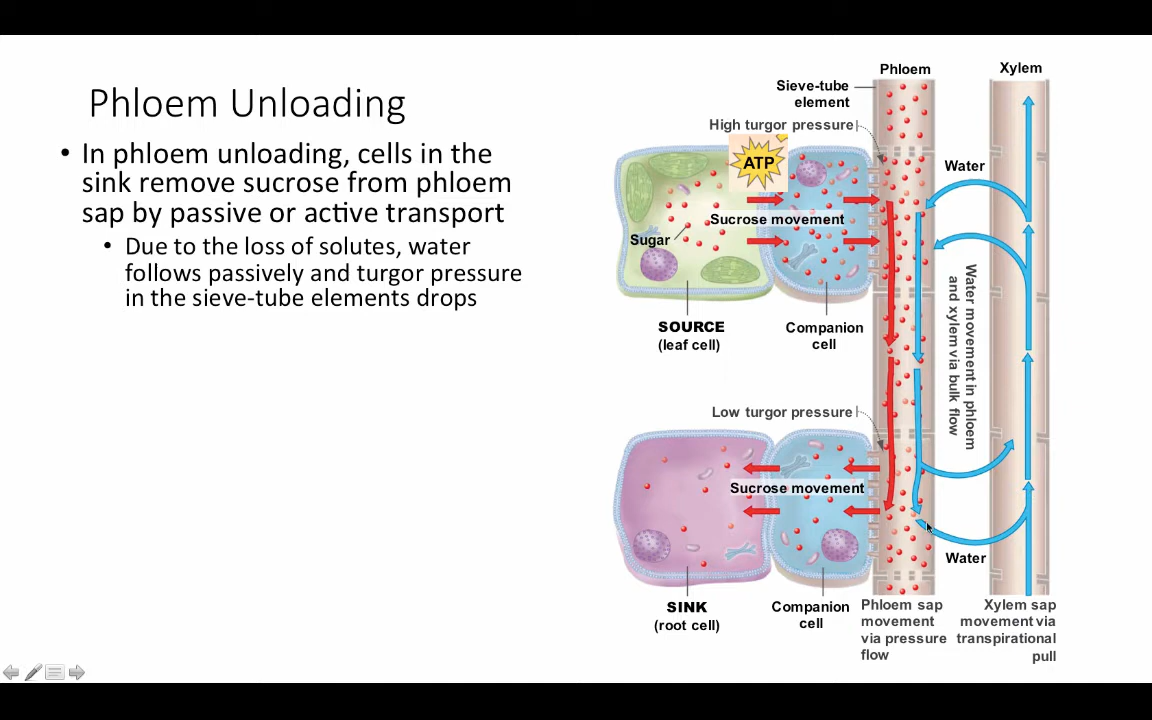 Phloem Unloading
• In phloem unloading, cells in the
sink remove sucrose from phloem
sap by passive or active transport
• Due to the loss of solutes, water
follows passively and turgor pressure
in the sieve-tube elements drops
Phloem
Xylem
Sieve-tube
element
High turgor pressure
ATP
Water
Sucrose movement
Sugar
SOURCE
(leaf cell)
Companion
cell
Water movement in phloem
and xylem via bulk flow
Low turgor pressure
Sucrose movement
Water
SINK
(root cell)
Companion
cell
Phloem sap
movement
via pressure
flow
Xylem sap
movement via
transpirational
pull